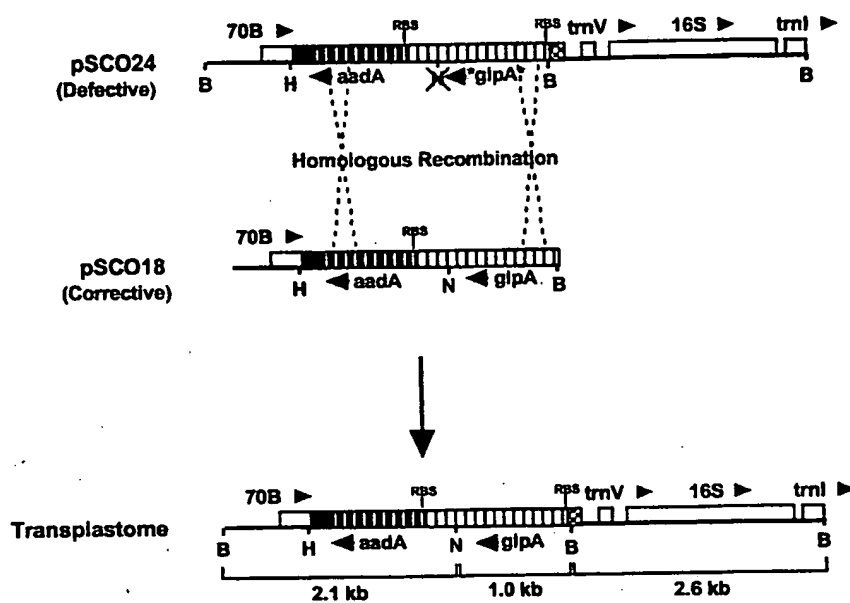 RBS RBS
70B trnV 16S trnI
pSCO24
(Defective)
B H aadA *glpA* B B
Homologous Recombination
70B RBS
pSCO18
(Corrective)
H aadA N glpA. B
RBS RBS
70B trnV 16S trnI
Transplastome
B H aadA N glpA B B
2.1 kb 1.0 kb 2.6 kb